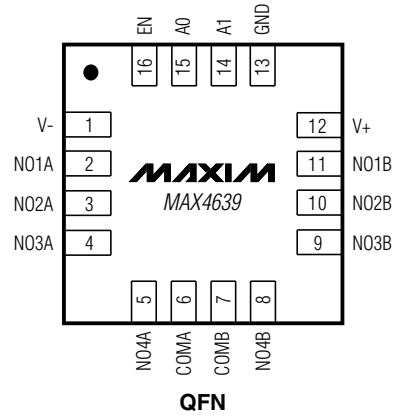 EN
A0
A1
GND
16
15
14
13
V- 1
12 V+
NO1A 2
11 NO1B
MAXIM
NO2A 3
MAX4639
10 NO2B
NO3A 4
9 NO3B
5
6
7
8
NO4A
COMA
COMB
NO4B
QFN